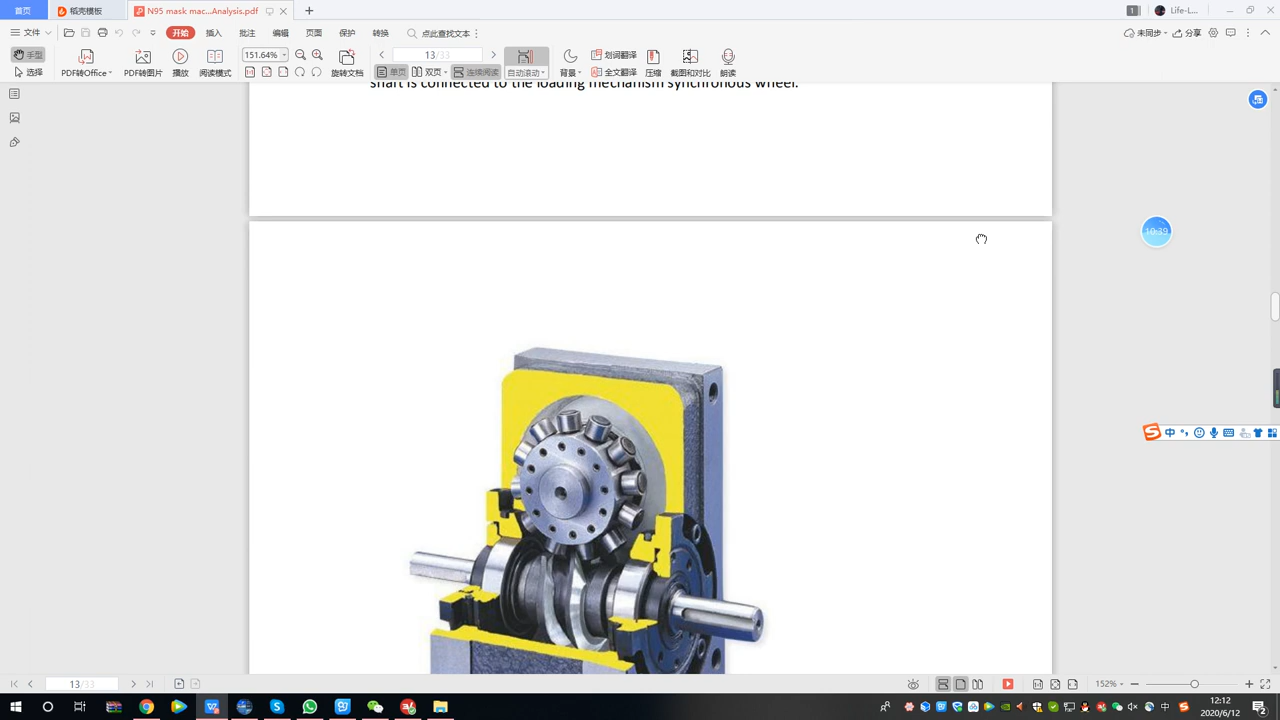 首页
稻壳模板
N95 mask mac...Analysis.pdf
1
Life-L...
文件
开始
插入
批注
编辑
页面
保护
转换
点此查找文本
未同步
分享
手型
选择
PDF转Office
PDF转图片
播放
阅读模式
151.64%
旋转文档
13/33
单页
双页
连续阅读
自动滚动
背景
划词翻译
全文翻译
压缩
截图和对比
朗读
shaft is connected to the loading mechanism synchronous wheel.
10:39
中
13/33
152%
中
12:12
2020/6/12
2